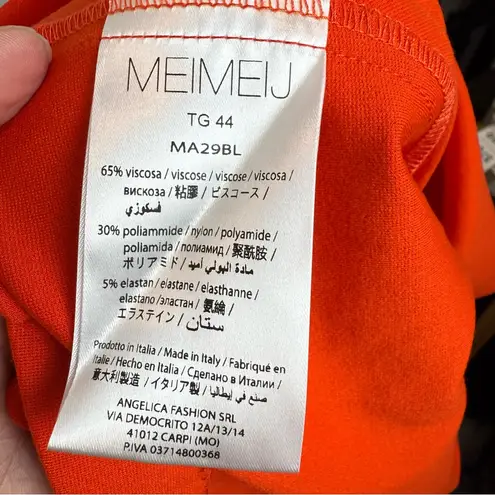 MEIMEIJ
TG 44
MA29BL
65% viscosa / viscose / viscose / viscosa /
вискоза / 粘膠 / ビスコース /
فسكوزي
30% poliammide / nylon / polyamide /
poliamida / полиамид / 聚酰胺 /
ポリアミド / مادة البولي أميد
5% elastan / elastane / elasthanne /
elastano / эластан / 氨綸 /
エラステイン / ستان
Prodotto in Italia / Made in Italy / Fabriqué en
Italie / Hecho en Italia / Сделано в Италии /
意大利製造 / イタリア製 / صنع في إيطاليا
ANGELICA FASHION SRL
VIA DEMOCRITO 12A/13/14
41012 CARPI (MO)
P.IVA 03714800368